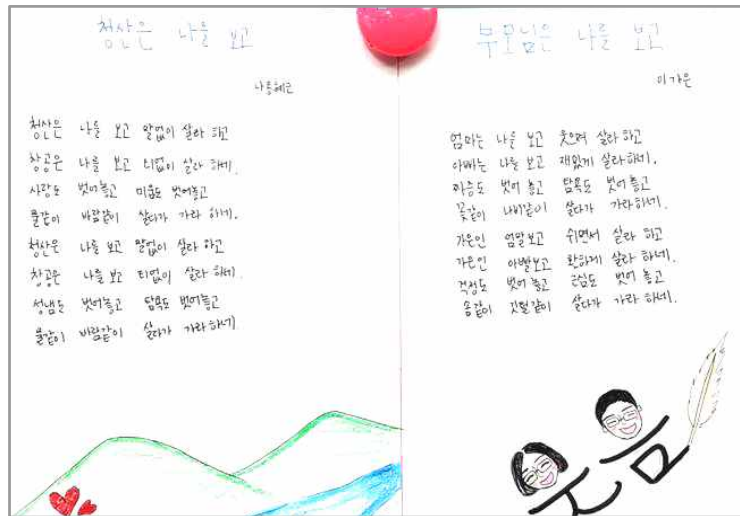 청산은 나를 보고
나옹혜근
청산은 나를 보고 말없이 살라 하고
창공은 나를 보고 티없이 살라 하네.
사랑도 벗어놓고 미움도 벗어놓고
물같이 바람같이 살다가 가라 하네.
청산은 나를 보고 말없이 살라 하고
창공은 나를 보고 티없이 살라 하네.
성냄도 벗어놓고 탐욕도 벗어놓고
물같이 바람같이 살다가 가라 하네.
부모님은 나를 보고
이가은
엄마는 나를 보고 웃으며 살라 하고
아빠는 나를 보고 재밌게 살라하네.
짜증도 벗어 놓고 탐욕도 벗어 놓고
꽃같이 나비같이 살다가 가라하네.
가은인 엄말보고 쉬면서 살라 하고
가은인 아빨보고 환하게 살라 하네.
걱정도 벗어 놓고 근심도 벗어 놓고
솜같이 깃털같이 살다가 가라 하네.